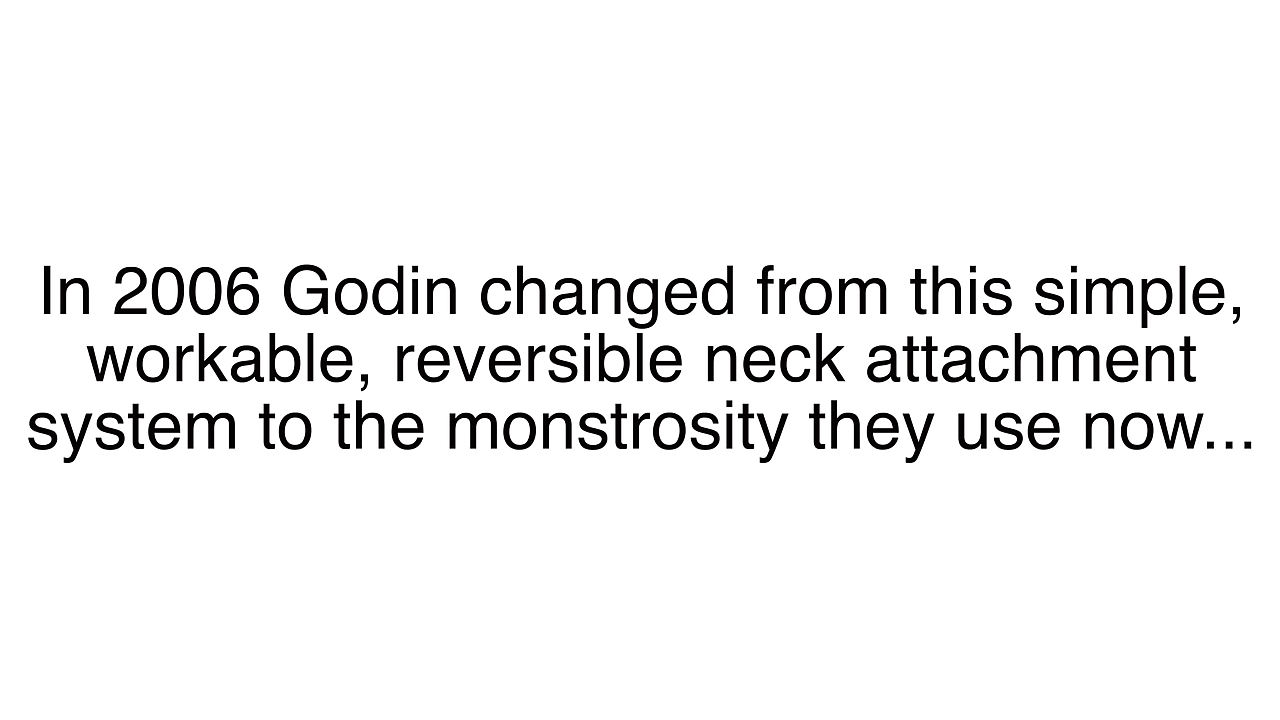 In 2006 Godin changed from this simple,
workable, reversible neck attachment
system to the monstrosity they use now...